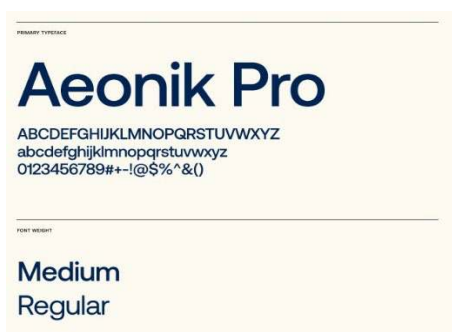 PRIMARY TYPEFACE
Aeonik Pro
ABCDEFGHIJKLMNOPQRSTUVWXYZ
abcdefghijklmnopqrstuvwxyz
0123456789#+-!@$%^&()
FONT WEIGHT
Medium
Regular